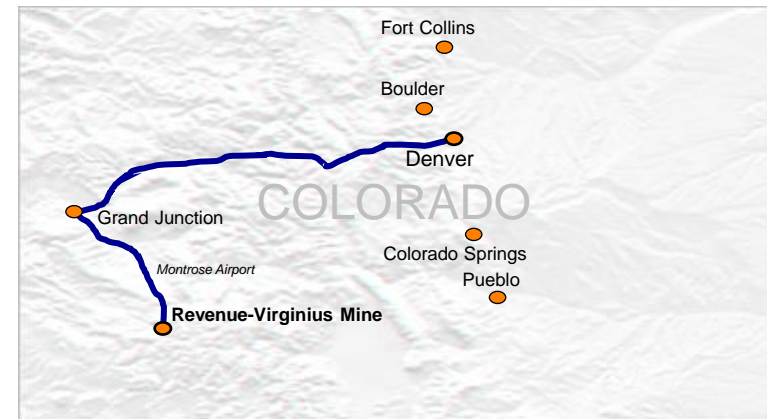 Fort Collins
Boulder
Denver
COLORADO
Grand Junction
Colorado Springs
Montrose Airport
Pueblo
Revenue-Virginius Mine